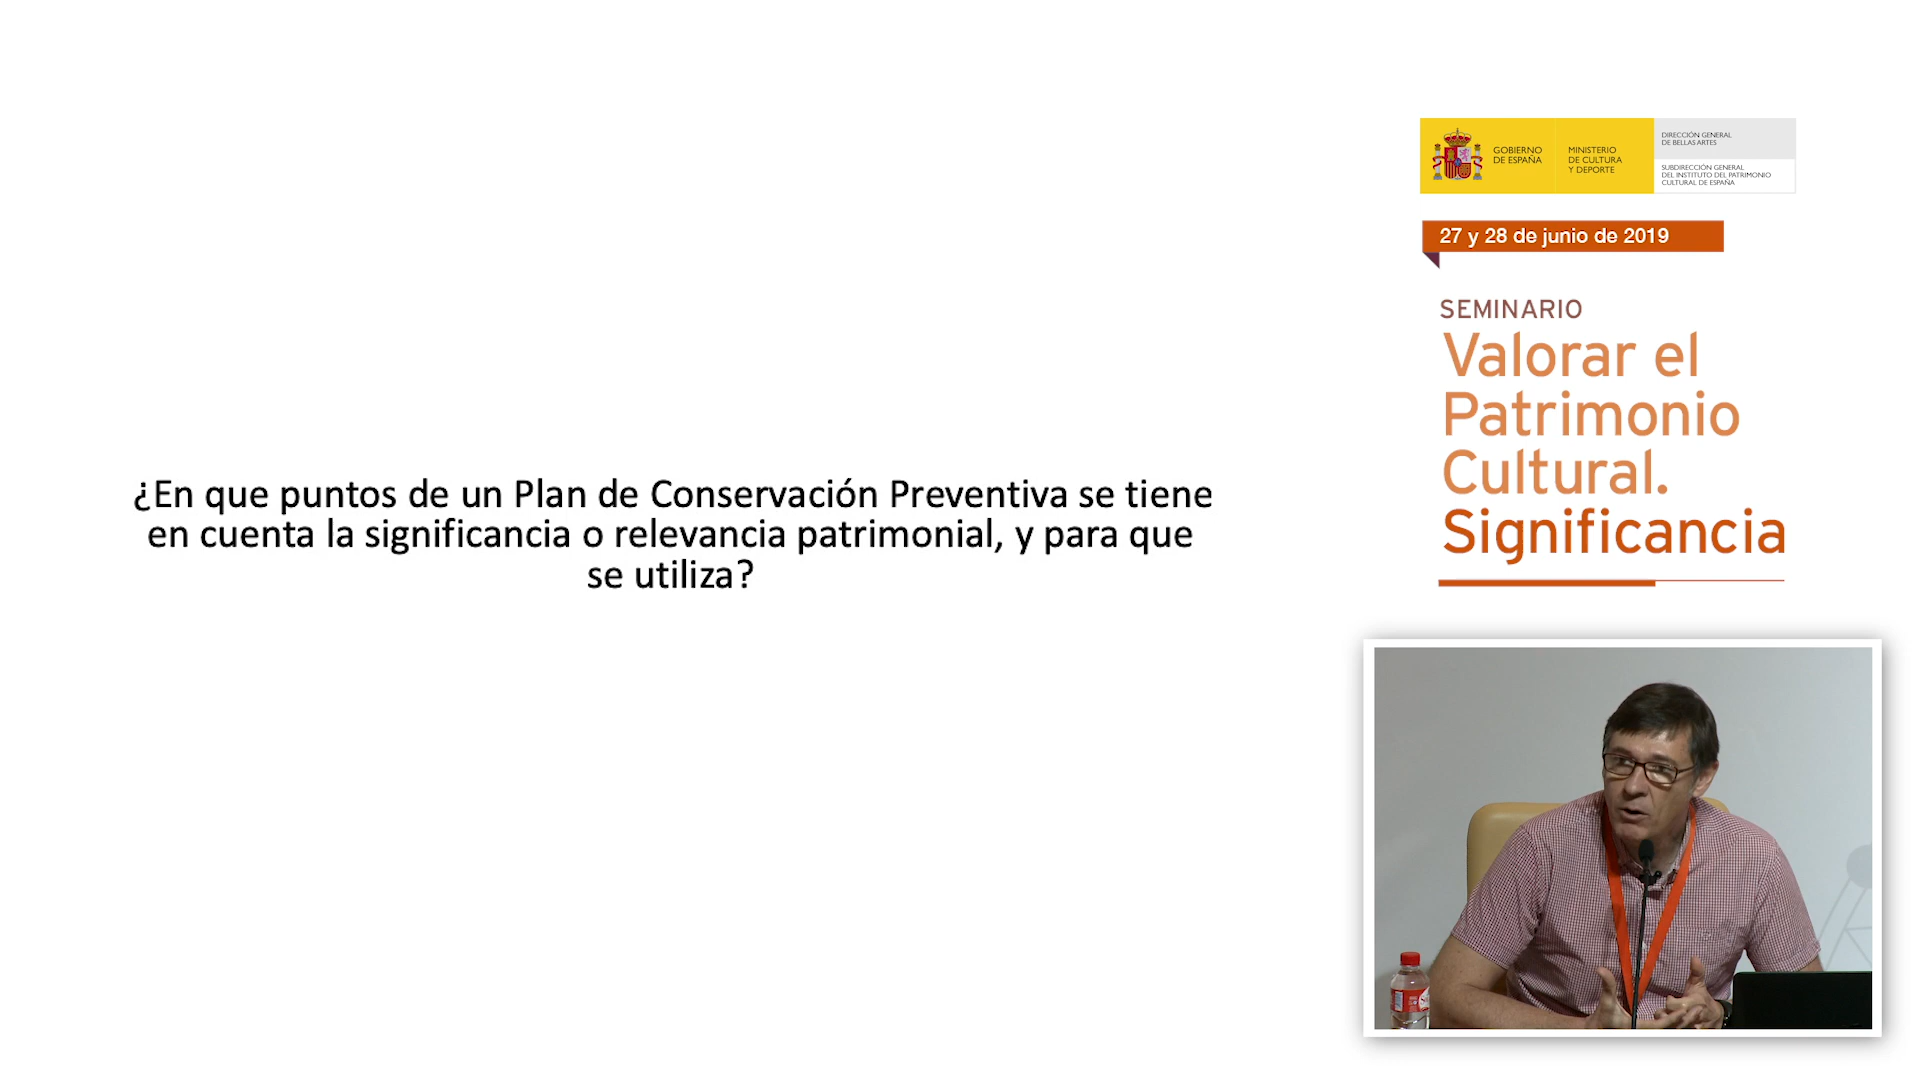 ¿En que puntos de un Plan de Conservación Preventiva se tiene
en cuenta la significancia o relevancia patrimonial, y para que
se utiliza?
GOBIERNO
DE ESPAÑA
MINISTERIO
DE CULTURA
Y DEPORTE
DIRECCIÓN GENERAL
DE BELLAS ARTES
SUBDIRECCIÓN GENERAL
DEL INSTITUTO DEL PATRIMONIO
CULTURAL DE ESPAÑA
27 y 28 de junio de 2019
SEMINARIO
Valorar el
Patrimonio
Cultural.
Significancia